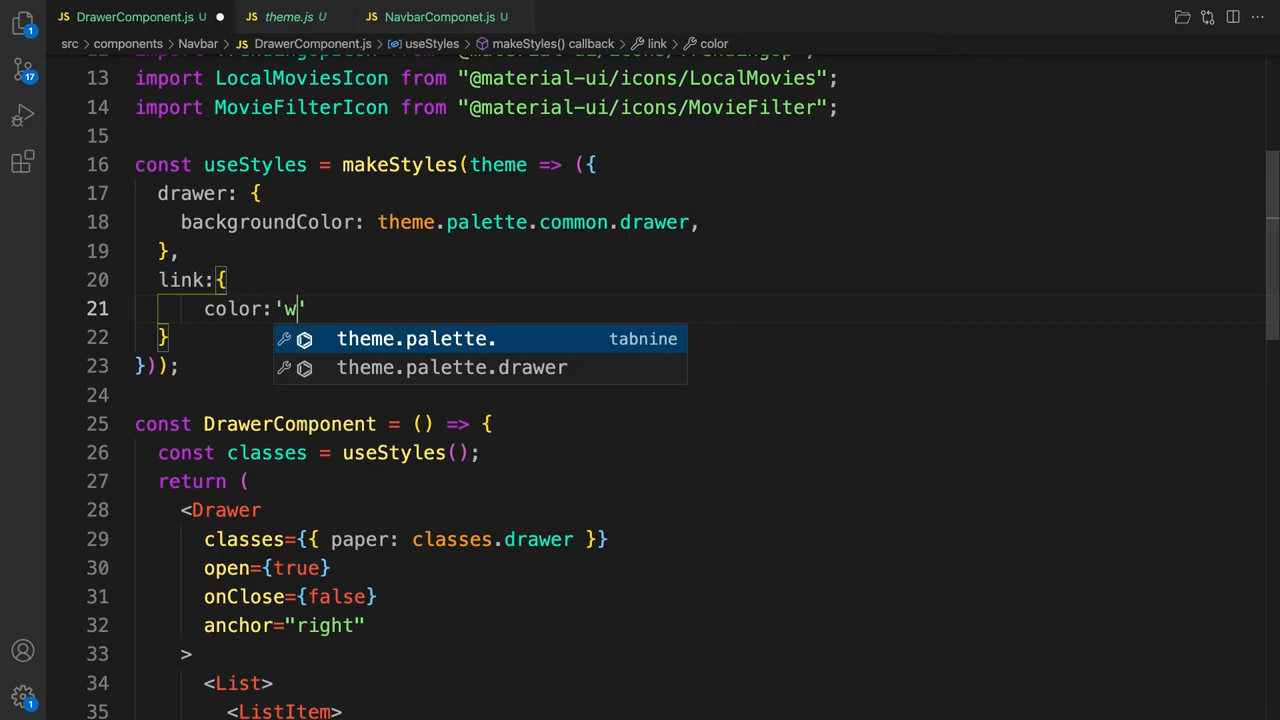 DrawerComponent.js U
theme.js U
NavbarComponet.js U
src > components > Navbar > DrawerComponent.js > useStyles > makeStyles() callback > link > color
13 import LocalMoviesIcon from "@material-ui/icons/LocalMovies";
14 import MovieFilterIcon from "@material-ui/icons/MovieFilter";
15
16 const useStyles = makeStyles(theme => ({
17 drawer: {
18 backgroundColor: theme.palette.common.drawer,
19 },
20 link:{
21 color:'w'
22 }
23 }));
theme.palette. tabnine
theme.palette.drawer
24
25 const DrawerComponent = () => {
26 const classes = useStyles();
27 return (
28 <Drawer
29 classes={{ paper: classes.drawer }}
30 open={true}
31 onClose={false}
32 anchor="right"
33 >
34 <List>
35 <ListItem>
1
17
1